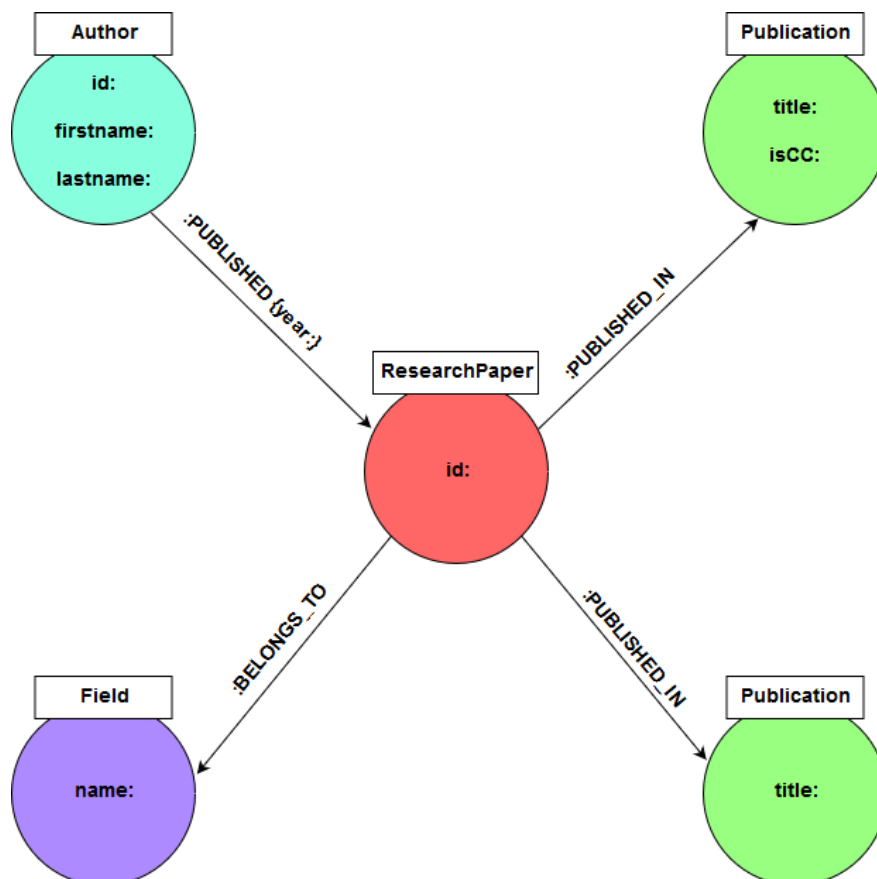 Author
id:
firstname:
lastname:
Publication
title:
isCC:
:PUBLISHED {year:}
:PUBLISHED_IN
ResearchPaper
id:
:BELONGS_TO
:PUBLISHED_IN
Field
name:
Publication
title: